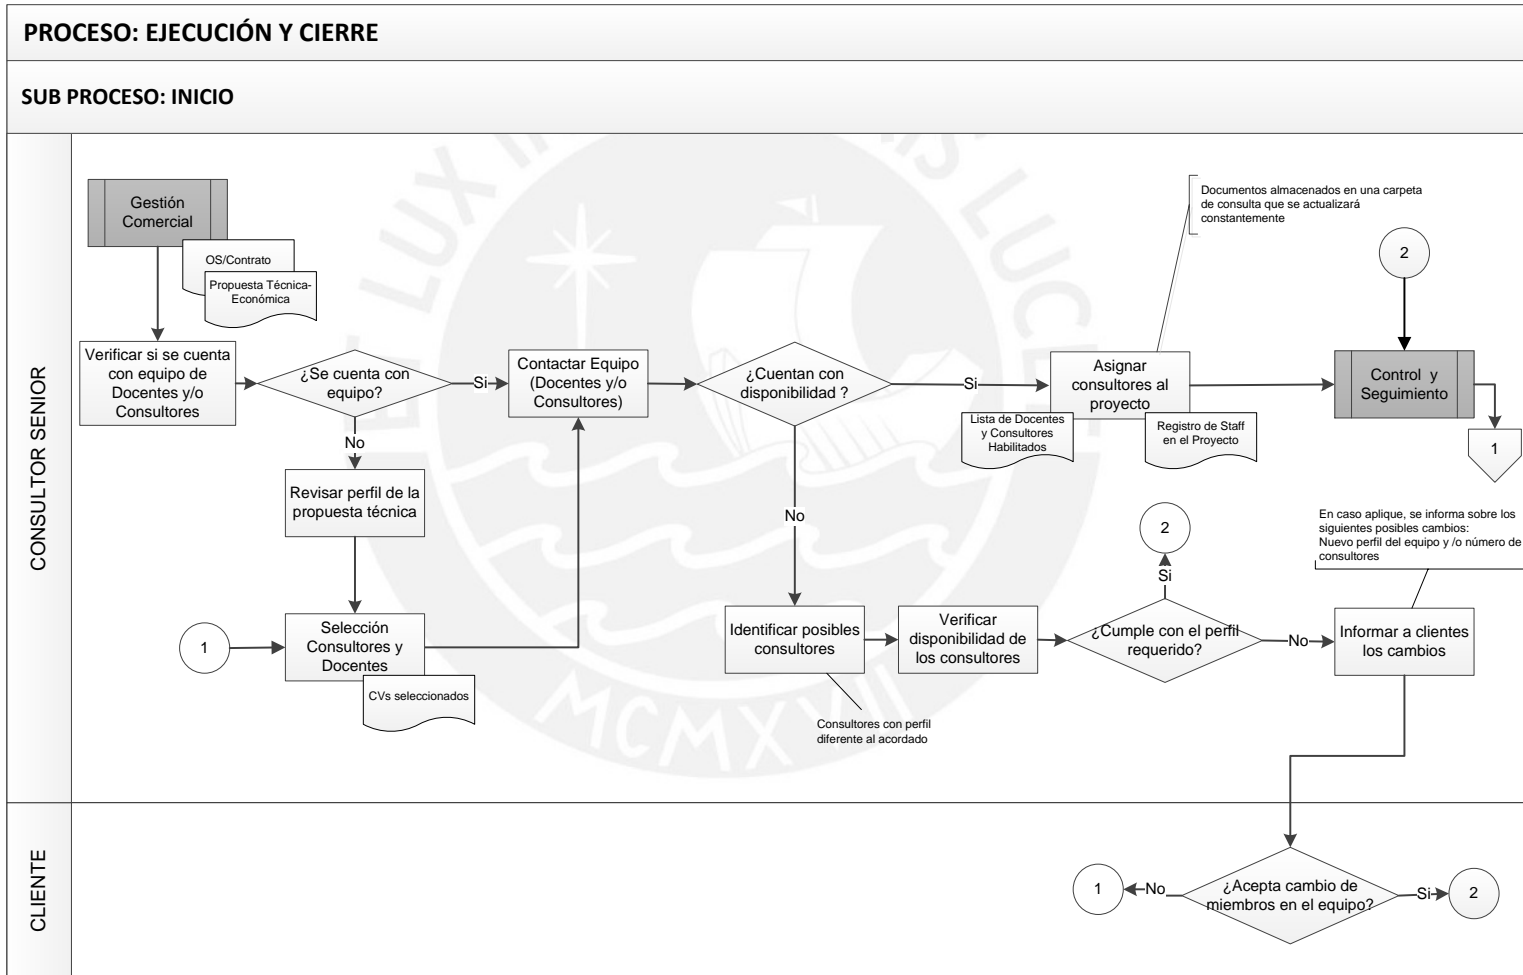 PROCESO: EJECUCIÓN Y CIERRE
SUB PROCESO: INICIO
CONSULTOR SENIOR
Gestión
Comercial
OS/Contrato
Propuesta Técnica-
Económica
Verificar si se cuenta
con equipo de
Docentes y/o
Consultores
¿Se cuenta con
equipo?
Si
No
Revisar perfil de la
propuesta técnica
1
Selección
Consultores y
Docentes
CVs seleccionados
Contactar Equipo
(Docentes y/o
Consultores)
¿Cuentan con
disponibilidad ?
Si
No
Documentos almacenados en una carpeta
de consulta que se actualizará
constantemente
Asignar
consultores al
proyecto
Lista de Docentes
y Consultores
Habilitados
Registro de Staff
en el Proyecto
2
Control y
Seguimiento
1
Identificar posibles
consultores
Consultores con perfil
diferente al acordado
Verificar
disponibilidad de
los consultores
2
Si
¿Cumple con el perfil
requerido?
No
En caso aplique, se informa sobre los
siguientes posibles cambios:
Nuevo perfil del equipo y /o número de
consultores
Informar a clientes
los cambios
CLIENTE
1
No
¿Acepta cambio de
miembros en el equipo?
Si
2
MCMXVII